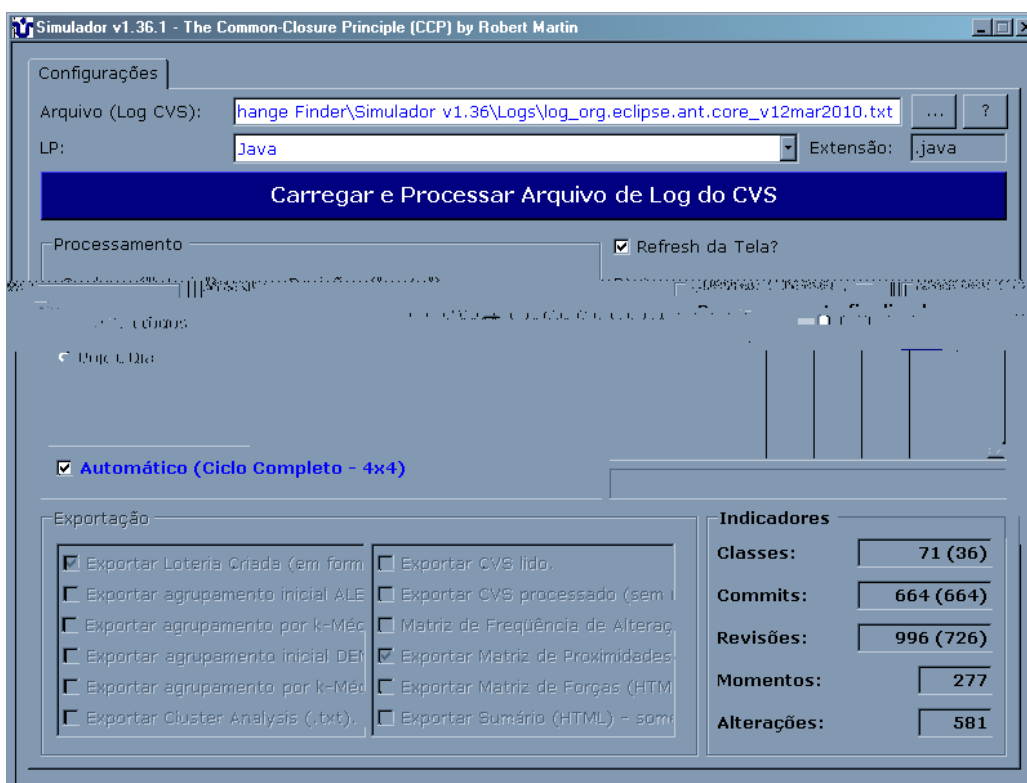 Simulador v1.36.1 - The Common-Closure Principle (CCP) by Robert Martin
Configurações
Arquivo (Log CVS): hange Finder\Simulador v1.36\Logs\log_org.eclipse.ant.core_v12mar2010.txt ... ?
LP: Java Extensão: .java
Carregar e Processar Arquivo de Log do CVS
Processamento
Refresh da Tela?
Automático (Ciclo Completo - 4x4)
Exportação
Exportar Loteria Criada (em form
Exportar agrupamento inicial ALE
Exportar agrupamento por k-Méd
Exportar agrupamento inicial DEN
Exportar agrupamento por k-Méd
Exportar Cluster Analysis (.txt).
Exportar CVS lido.
Exportar CVS processado (sem
Matriz de Freqüência de Alteraç
Exportar Matriz de Proximidades
Exportar Matriz de Forças (HTM
Exportar Sumário (HTML) - some
Indicadores
Classes: 71 (36)
Commits: 664 (664)
Revisões: 996 (726)
Momentos: 277
Alterações: 581